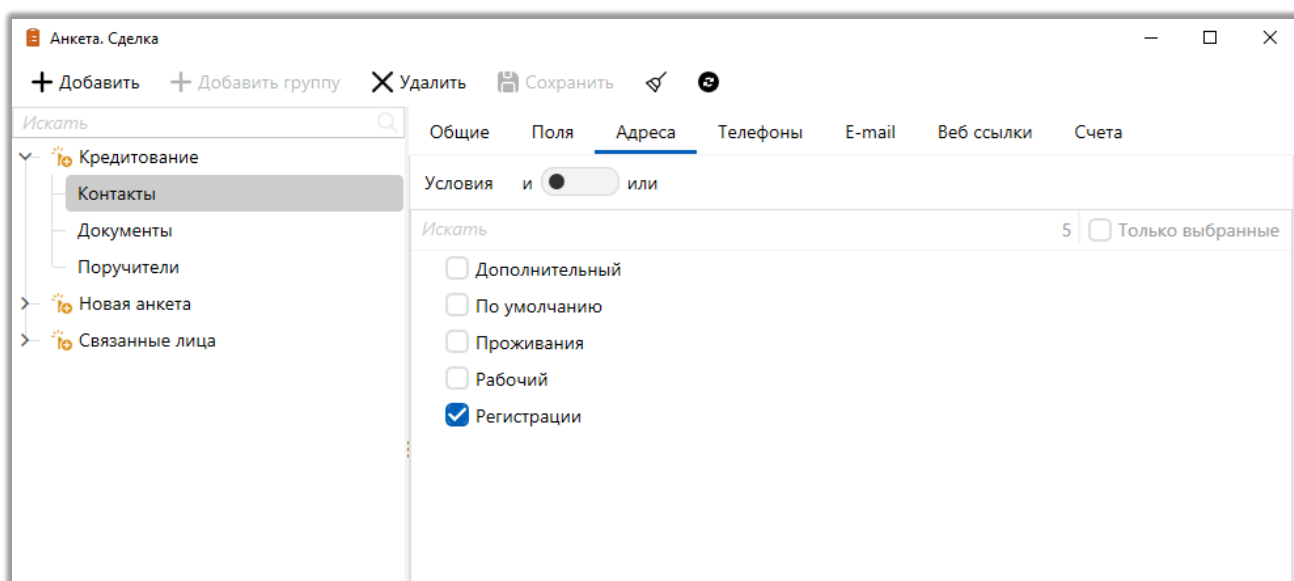 Анкета. Сделка
Добавить Добавить группу Удалить Сохранить
Искать
Кредитование
Контакты
Документы
Поручители
Новая анкета
Связанные лица
Общие Поля Адреса Телефоны E-mail Веб ссылки Счета
Условия и или
Искать 5 Только выбранные
Дополнительный
По умолчанию
Проживания
Рабочий
Регистрации